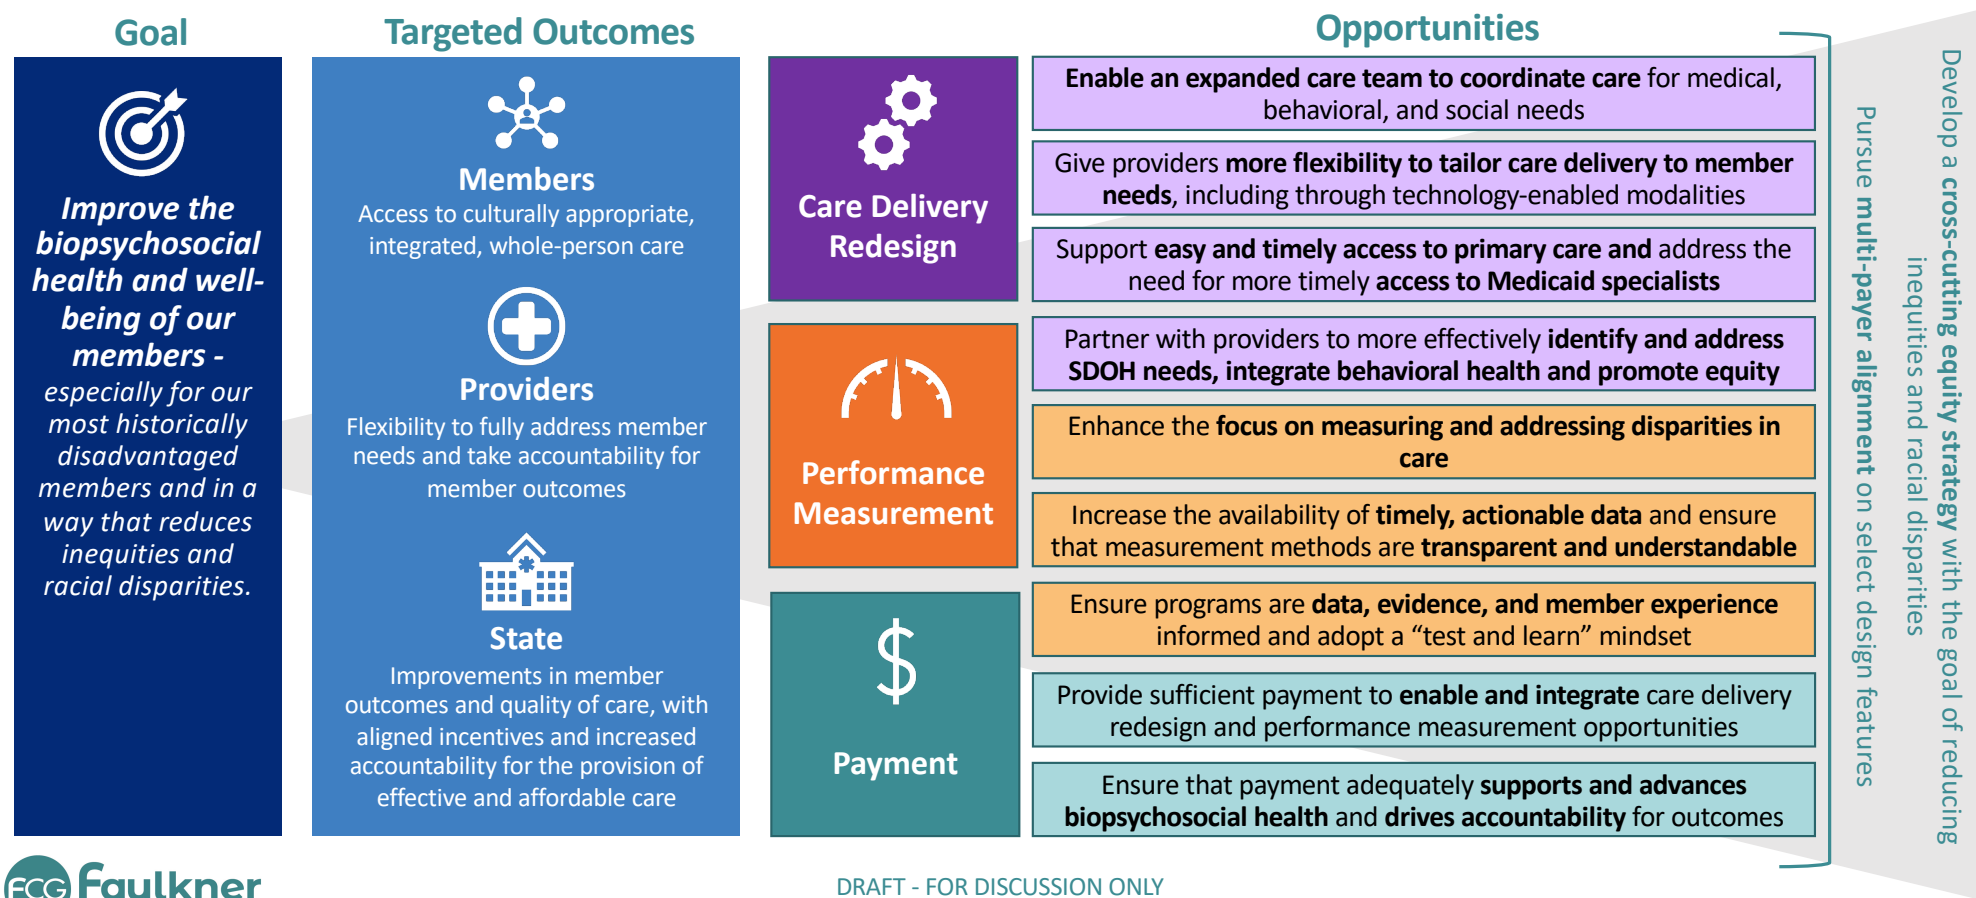 Goal
Improve the
biopsychosocial
health and well-
being of our
members -
especially for our
most historically
disadvantaged
members and in a
way that reduces
inequities and
racial disparities.
Targeted Outcomes
Members
Access to culturally appropriate,
integrated, whole-person care
Providers
Flexibility to fully address member
needs and take accountability for
member outcomes
State
Improvements in member
outcomes and quality of care, with
aligned incentives and increased
accountability for the provision of
effective and affordable care
Opportunities
Care Delivery
Redesign
Enable an expanded care team to coordinate care for medical,
behavioral, and social needs
Give providers more flexibility to tailor care delivery to member
needs, including through technology-enabled modalities
Support easy and timely access to primary care and address the
need for more timely access to Medicaid specialists
Partner with providers to more effectively identify and address
SDOH needs, integrate behavioral health and promote equity
Performance
Measurement
Enhance the focus on measuring and addressing disparities in
care
Increase the availability of timely, actionable data and ensure
that measurement methods are transparent and understandable
Ensure programs are data, evidence, and member experience
informed and adopt a “test and learn” mindset
$
Payment
Provide sufficient payment to enable and integrate care delivery
redesign and performance measurement opportunities
Ensure that payment adequately supports and advances
biopsychosocial health and drives accountability for outcomes
Pursue multi-payer alignment on select design features
Develop a cross-cutting equity strategy with the goal of reducing
inequities and racial disparities
FCG Faulkner
DRAFT - FOR DISCUSSION ONLY